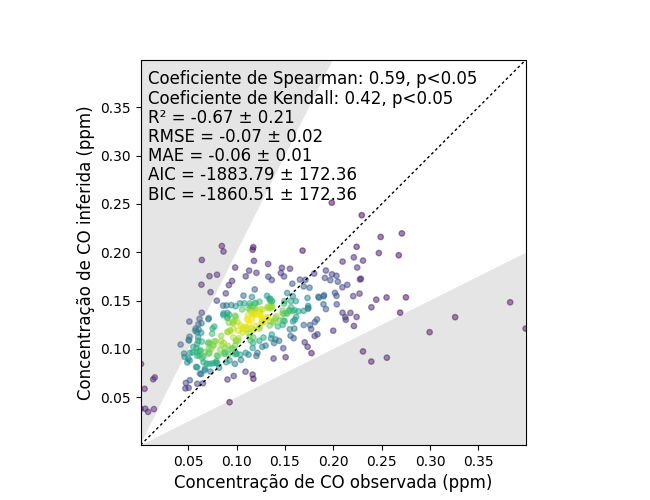 Coeficiente de Spearman: 0.59, p<0.05
Coeficiente de Kendall: 0.42, p<0.05
R² = -0.67 ± 0.21
RMSE = -0.07 ± 0.02
MAE = -0.06 ± 0.01
AIC = -1883.79 ± 172.36
BIC = -1860.51 ± 172.36
Concentração de CO inferida (ppm)
0.35
0.30
0.25
0.20
0.15
0.10
0.05
0.05 0.10 0.15 0.20 0.25 0.30 0.35
Concentração de CO observada (ppm)